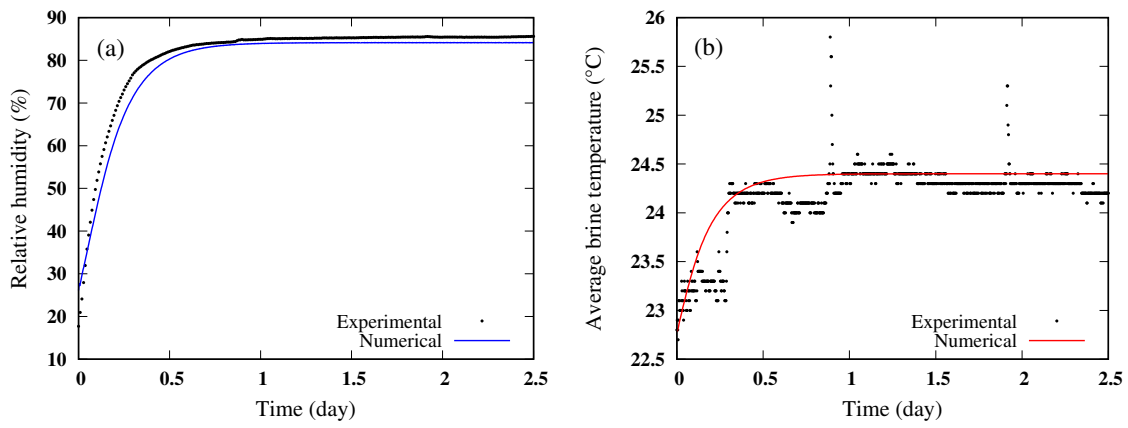 (a)
Relative humidity (%)
90
80
70
60
50
40
30
20
10
0
0.5
1
1.5
2
2.5
Time (day)
Experimental
Numerical
(b)
Average brine temperature (°C)
26
25.5
25
24.5
24
23.5
23
22.5
0
0.5
1
1.5
2
2.5
Time (day)
Experimental
Numerical